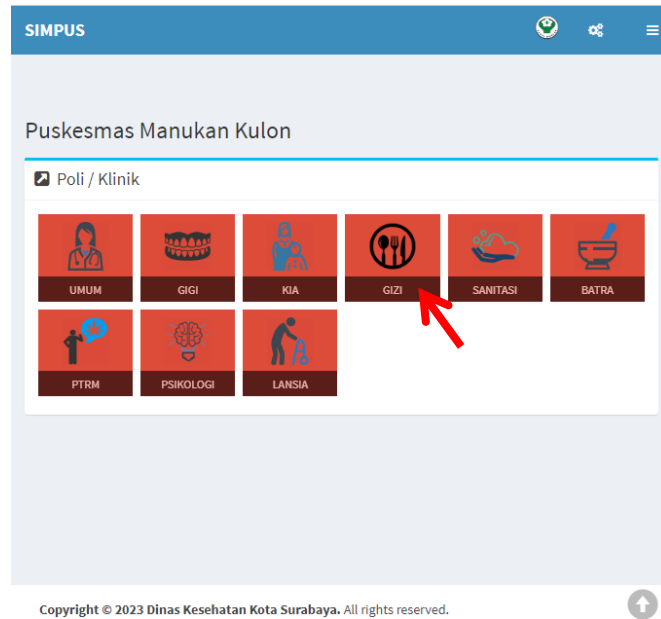 SIMPUS
Puskesmas Manukan Kulon
Poli / Klinik
UMUM
GIGI
KIA
GIZI
SANITASI
BATRA
PTRM
PSIKOLOGI
LANSIA
Copyright © 2023 Dinas Kesehatan Kota Surabaya. All rights reserved.